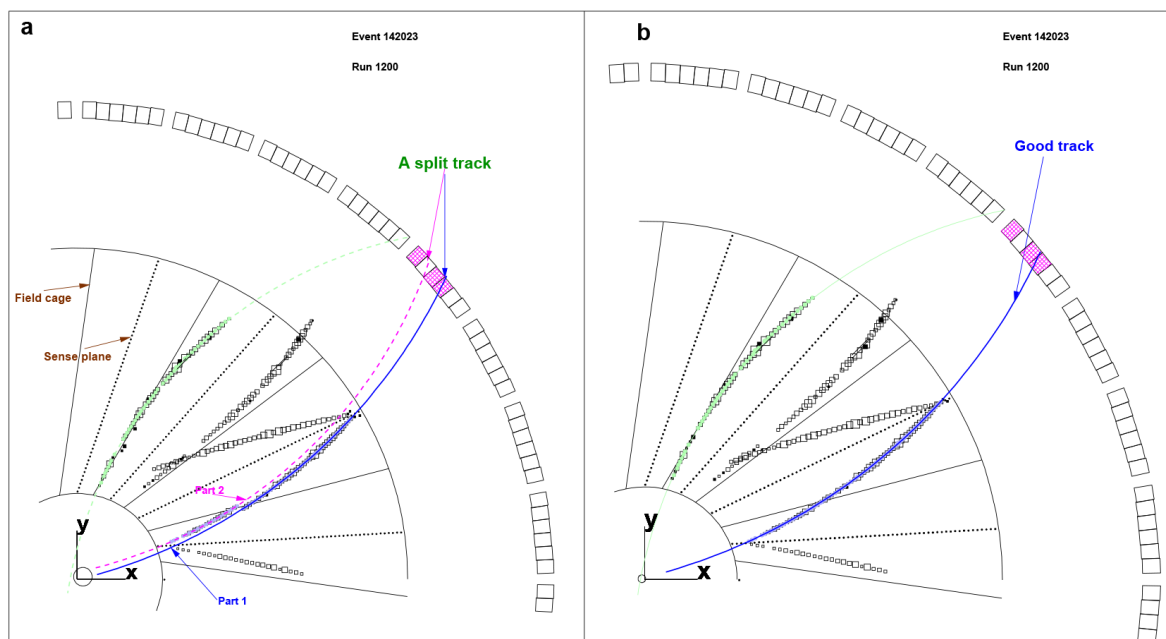 a
Event 142023
Run 1200
A split track
Field cage
Sense plane
Part 2
y
x
Part 1
b
Event 142023
Run 1200
Good track
y
x